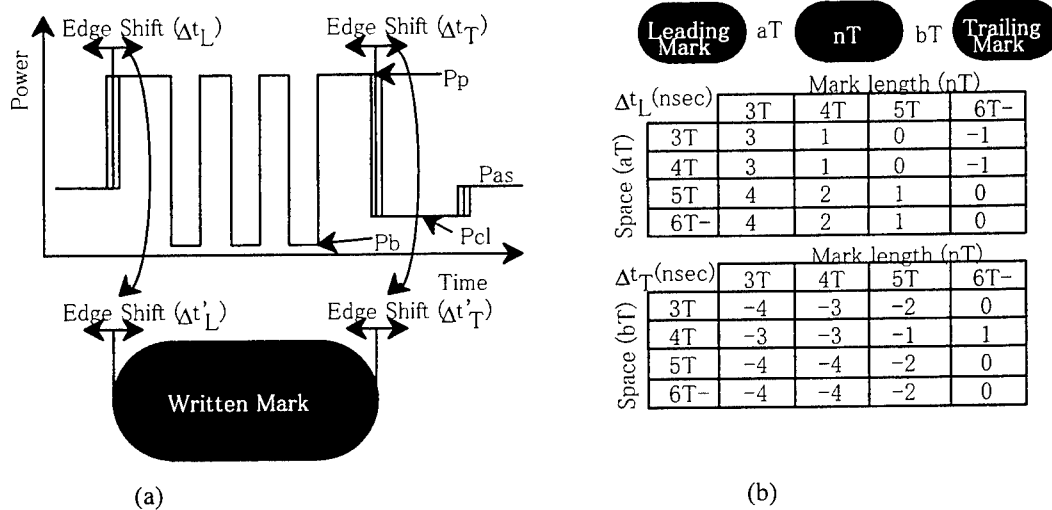 Edge Shift (Δt_L)
Edge Shift (Δt_T)
Power
Pp
Pas
Pb
Pcl
Time
Edge Shift (Δt'_L)
Edge Shift (Δt'_T)
Written Mark
(a)
Leading Mark aT nT bT Trailing Mark
Mark length (nT)
Δt_L(nsec) 3T 4T 5T 6T-
Space (aT)
3T 3 1 0 -1
4T 3 1 0 -1
5T 4 2 1 0
6T- 4 2 1 0
Mark length (nT)
Δt_T(nsec) 3T 4T 5T 6T-
Space (bT)
3T -4 -3 -2 0
4T -3 -3 -1 1
5T -4 -4 -2 0
6T- -4 -4 -2 0
(b)